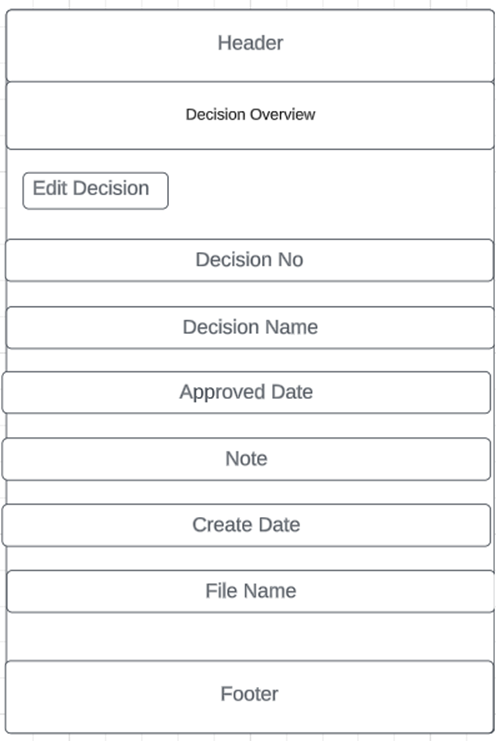 Header
Decision Overview
Edit Decision
Decision No
Decision Name
Approved Date
Note
Create Date
File Name
Footer